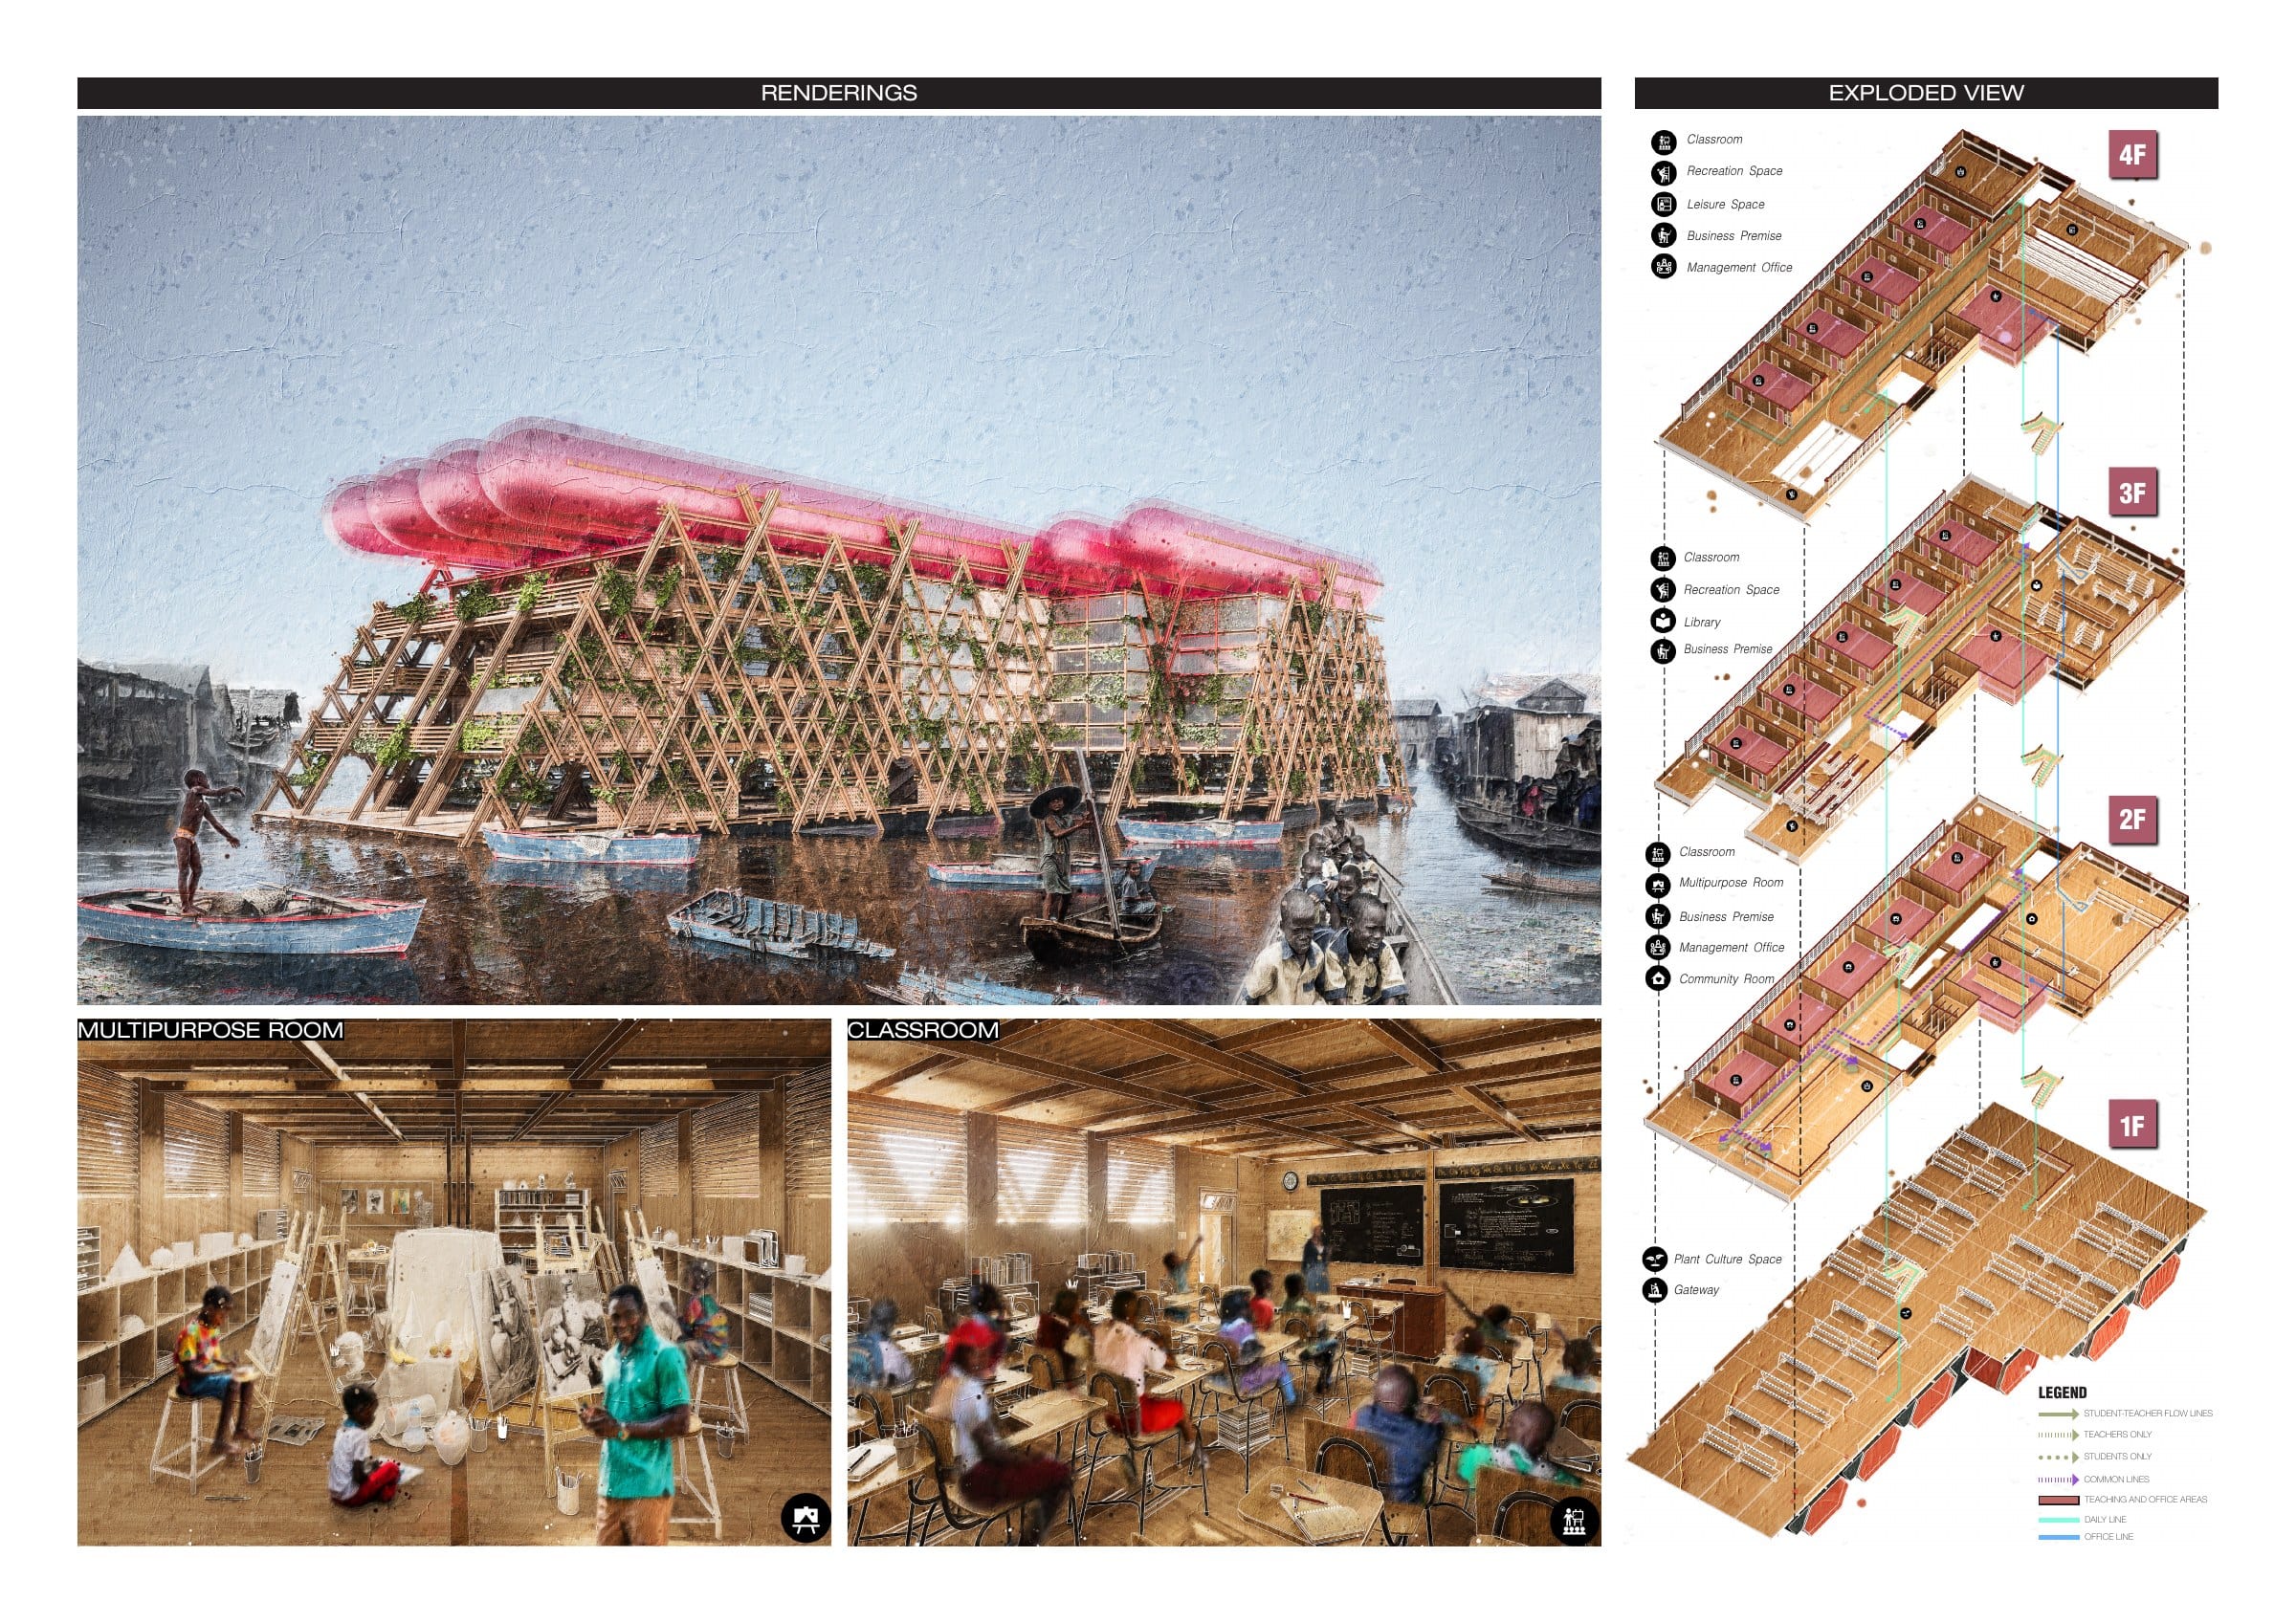 RENDERINGS
MULTIPURPOSE ROOM
CLASSROOM
EXPLODED VIEW
4F
Classroom
Recreation Space
Leisure Space
Business Premise
Management Office
3F
Classroom
Recreation Space
Library
Business Premise
2F
Classroom
Multipurpose Room
Business Premise
Management Office
Community Room
1F
Plant Culture Space
Gateway
LEGEND
STUDENT-TEACHER FLOW LINES
TEACHERS ONLY
STUDENTS ONLY
COMMON LINES
TEACHING AND OFFICE AREAS
DAILY LINE
OFFICE LINE